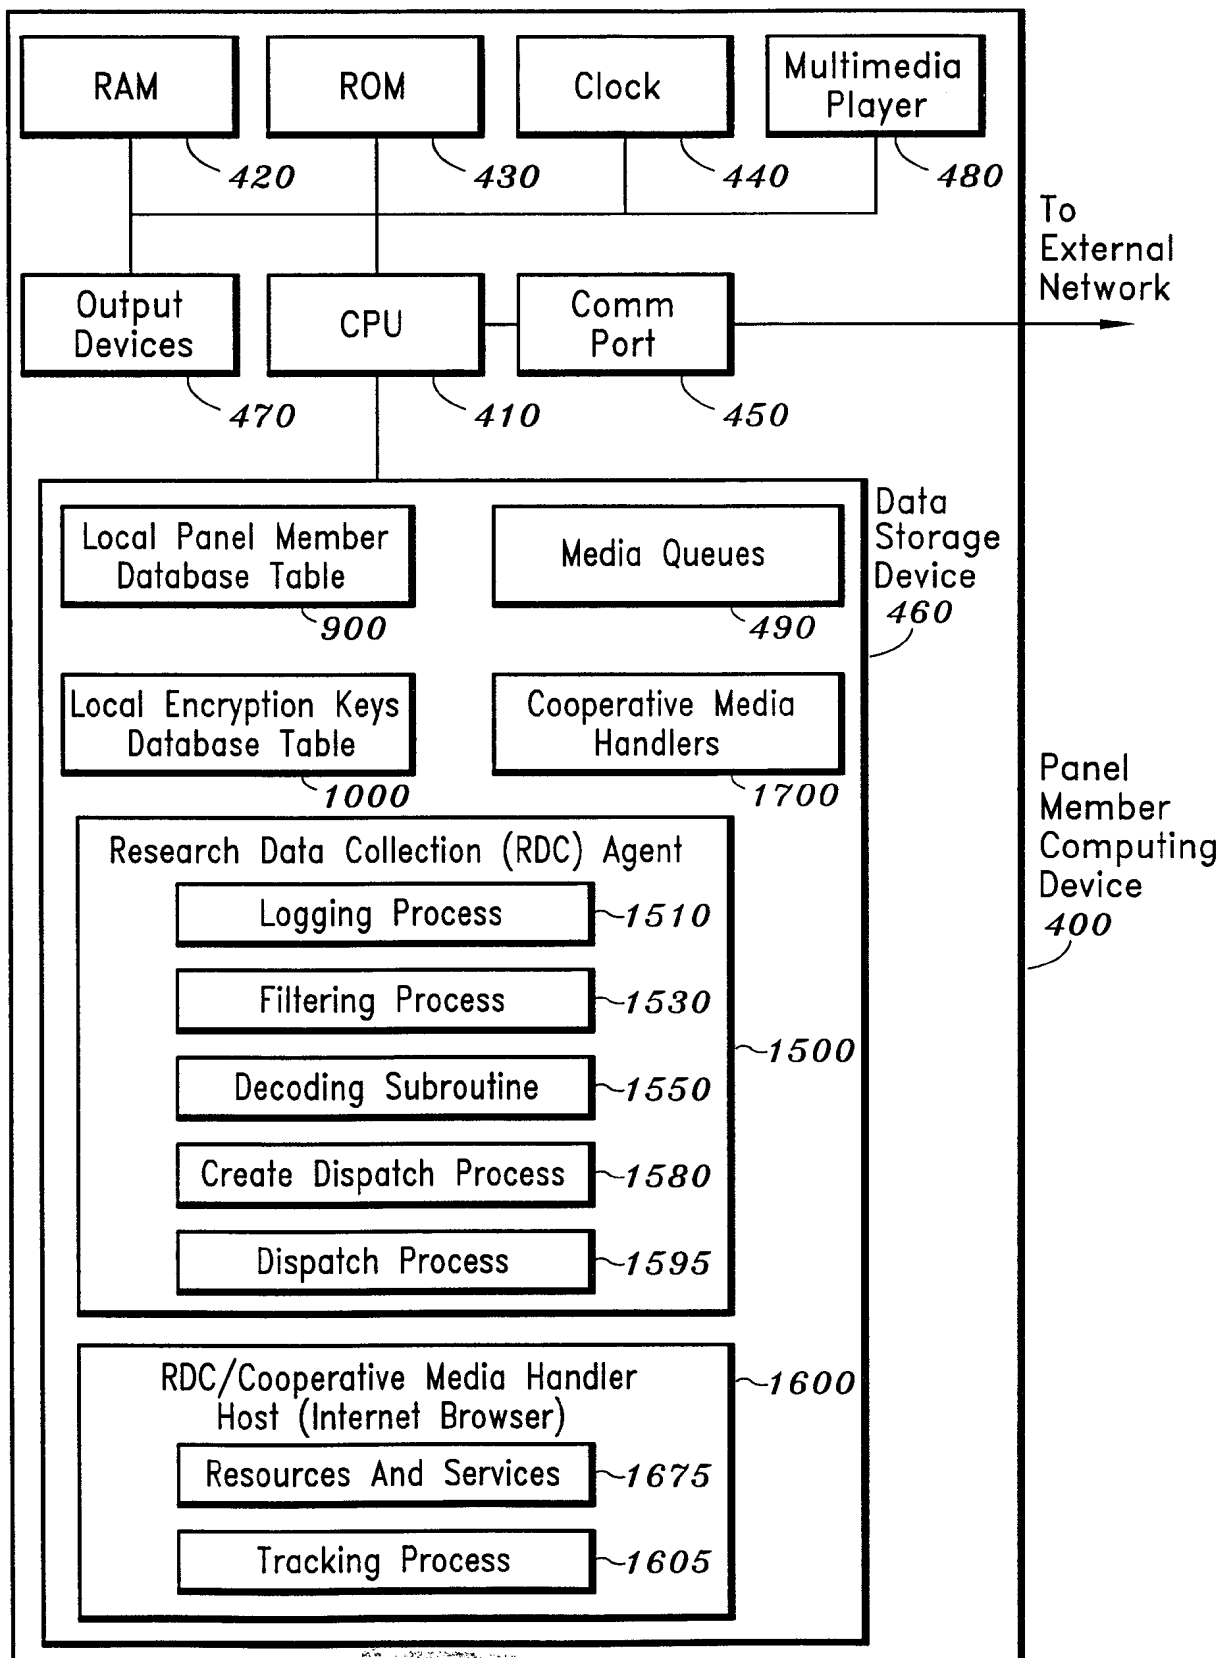 RAM
ROM
Clock
Multimedia
Player
420
430
440
480
To
External
Network
Output
Devices
CPU
Comm
Port
470
410
450
Data
Storage
Device
460
Local Panel Member
Database Table
900
Media Queues
490
Local Encryption Keys
Database Table
1000
Cooperative Media
Handlers
1700
Panel
Member
Computing
Device
400
Research Data Collection (RDC) Agent
Logging Process
1510
Filtering Process
1530
1500
Decoding Subroutine
1550
Create Dispatch Process
1580
Dispatch Process
1595
RDC/Cooperative Media Handler
Host (Internet Browser)
1600
Resources And Services
1675
Tracking Process
1605